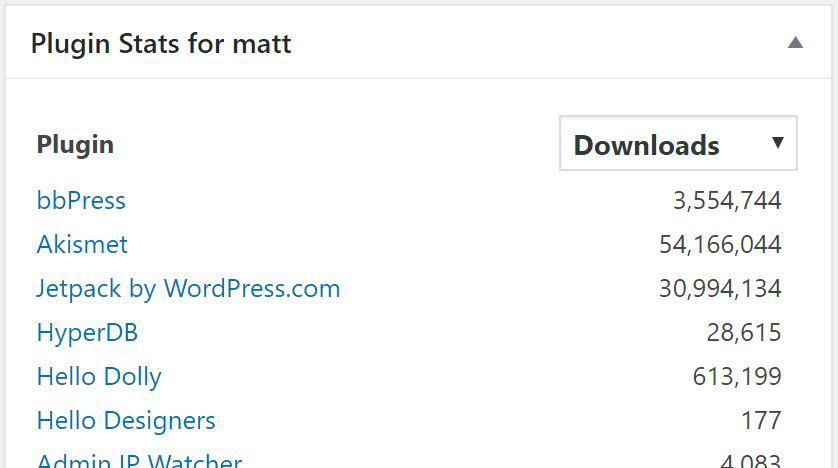 Plugin Stats for matt
Plugin Downloads
bbPress 3,554,744
Akismet 54,166,044
Jetpack by WordPress.com 30,994,134
HyperDB 28,615
Hello Dolly 613,199
Hello Designers 177
Admin IP Watcher 4,083